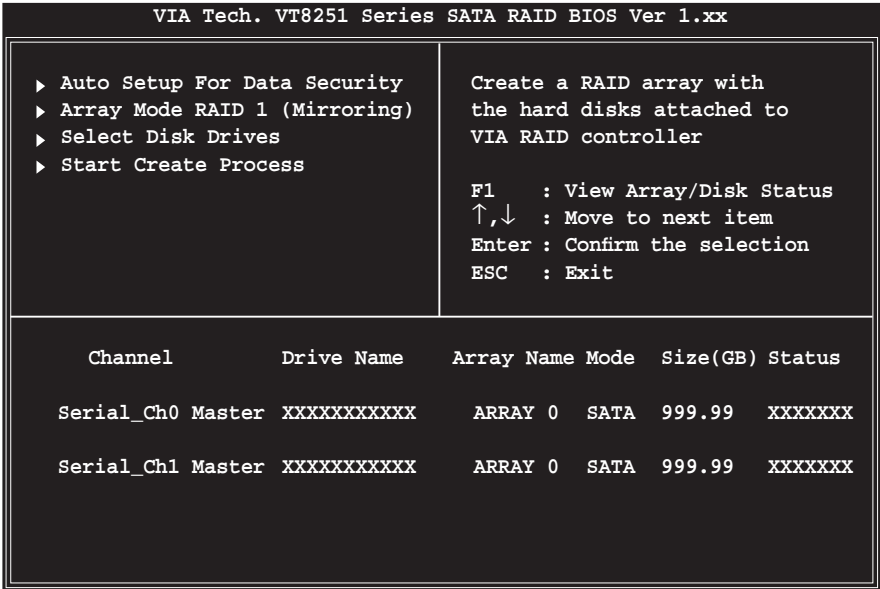 VIA Tech. VT8251 Series SATA RAID BIOS Ver 1.xx
Auto Setup For Data Security
Array Mode RAID 1 (Mirroring)
Select Disk Drives
Start Create Process
Create a RAID array with
the hard disks attached to
VIA RAID controller
F1 : View Array/Disk Status
↑,↓ : Move to next item
Enter : Confirm the selection
ESC : Exit
Channel Drive Name Array Name Mode Size(GB) Status
Serial_Ch0 Master XXXXXXXXXXX ARRAY 0 SATA 999.99 XXXXXXX
Serial_Ch1 Master XXXXXXXXXXX ARRAY 0 SATA 999.99 XXXXXXX